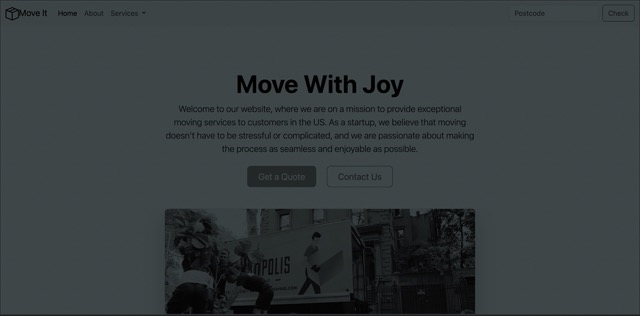 Move It Home About Services Postcode Check
Move With Joy
Welcome to our website, where we are on a mission to provide exceptional
moving services to customers in the US. As a startup, we believe that moving
doesn't have to be stressful or complicated, and we are passionate about making
the process as seamless and enjoyable as possible.
Get a Quote Contact Us
OPOLIS